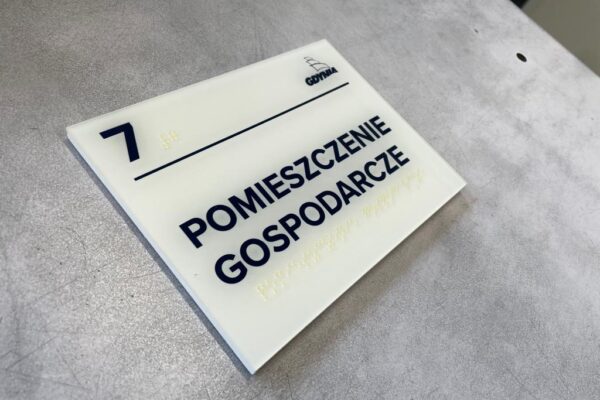 7
GDYNIA
POMIESZCZENIE
GOSPODARCZE